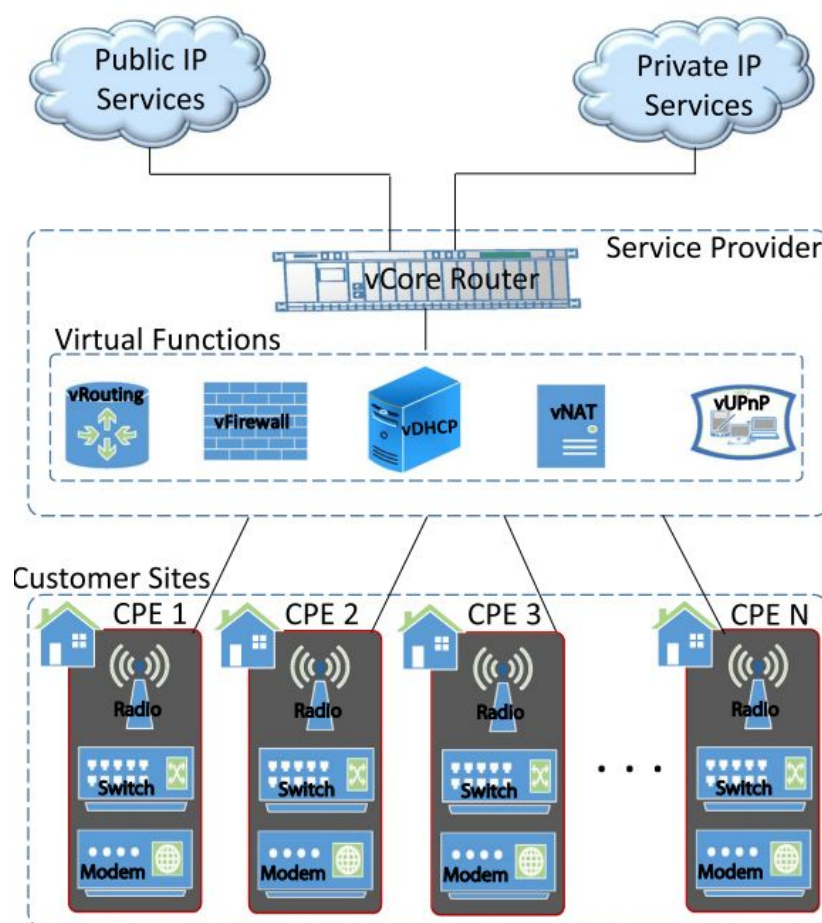 Public IP
Services
Private IP
Services
Service Provider
vCore Router
Virtual Functions
vRouting
vFirewall
vDHCP
vNAT
vUPnP
Customer Sites
CPE 1
CPE 2
CPE 3
CPE N
Radio
Radio
Radio
Radio
Switch
Switch
Switch
. . .
Switch
Modem
Modem
Modem
Modem